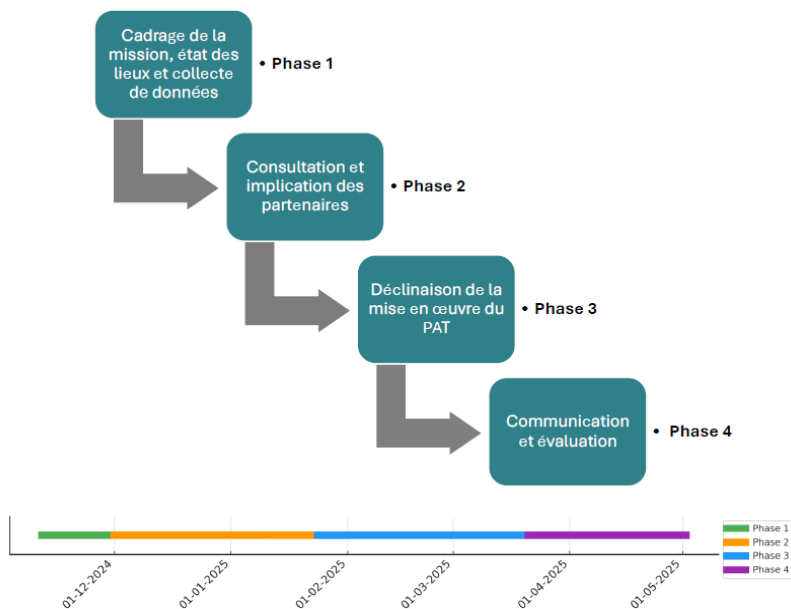 Cadrage de la
mission, état des
lieux et collecte
de données
• Phase 1
Consultation et
implication des
partenaires
• Phase 2
Déclinaison de la
mise en œuvre du
PAT
• Phase 3
Communication
et évaluation
• Phase 4
01-12-2024
01-01-2025
01-02-2025
01-03-2025
01-04-2025
01-05-2025
Phase 1
Phase 2
Phase 3
Phase 4